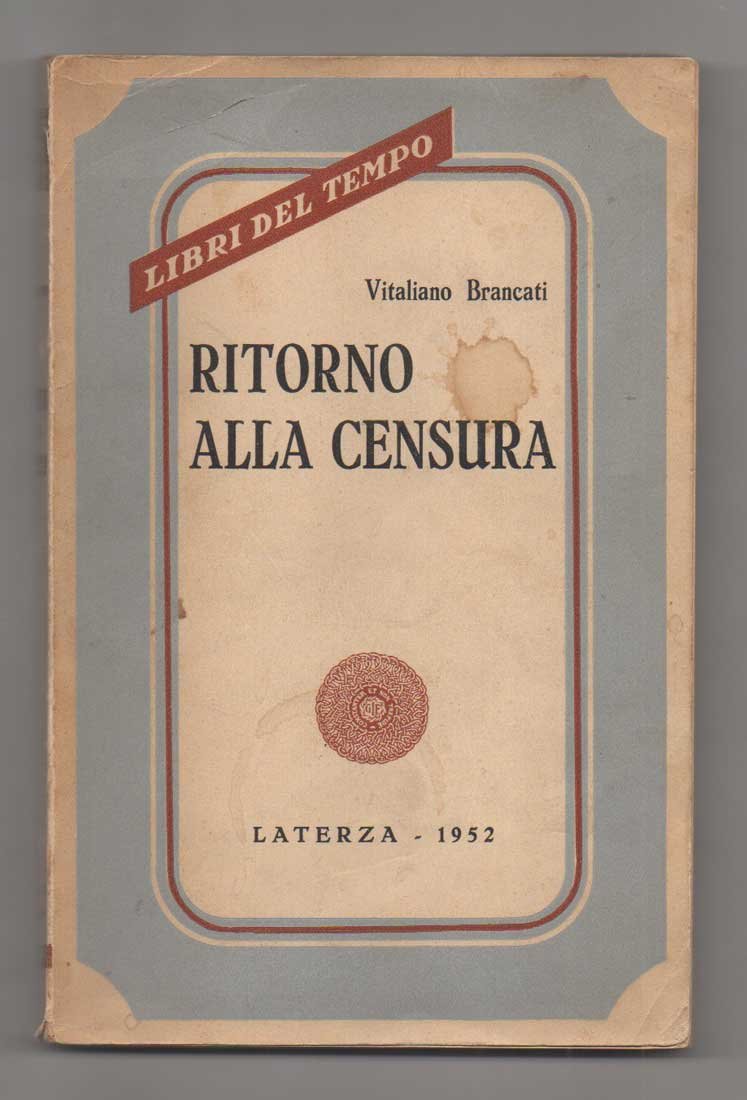 LIBRI DEL TEMPO
Vitaliano Brancati
RITORNO
ALLA CENSURA
LATERZA - 1952